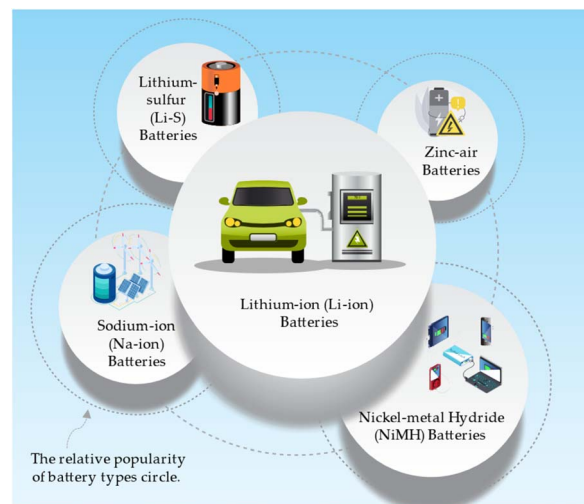 Lithium-
sulfur
(Li-S)
Batteries
Zinc-air
Batteries
Lithium-ion (Li-ion)
Batteries
Sodium-ion
(Na-ion)
Batteries
Nickel-metal Hydride
(NiMH) Batteries
The relative popularity
of battery types circle.